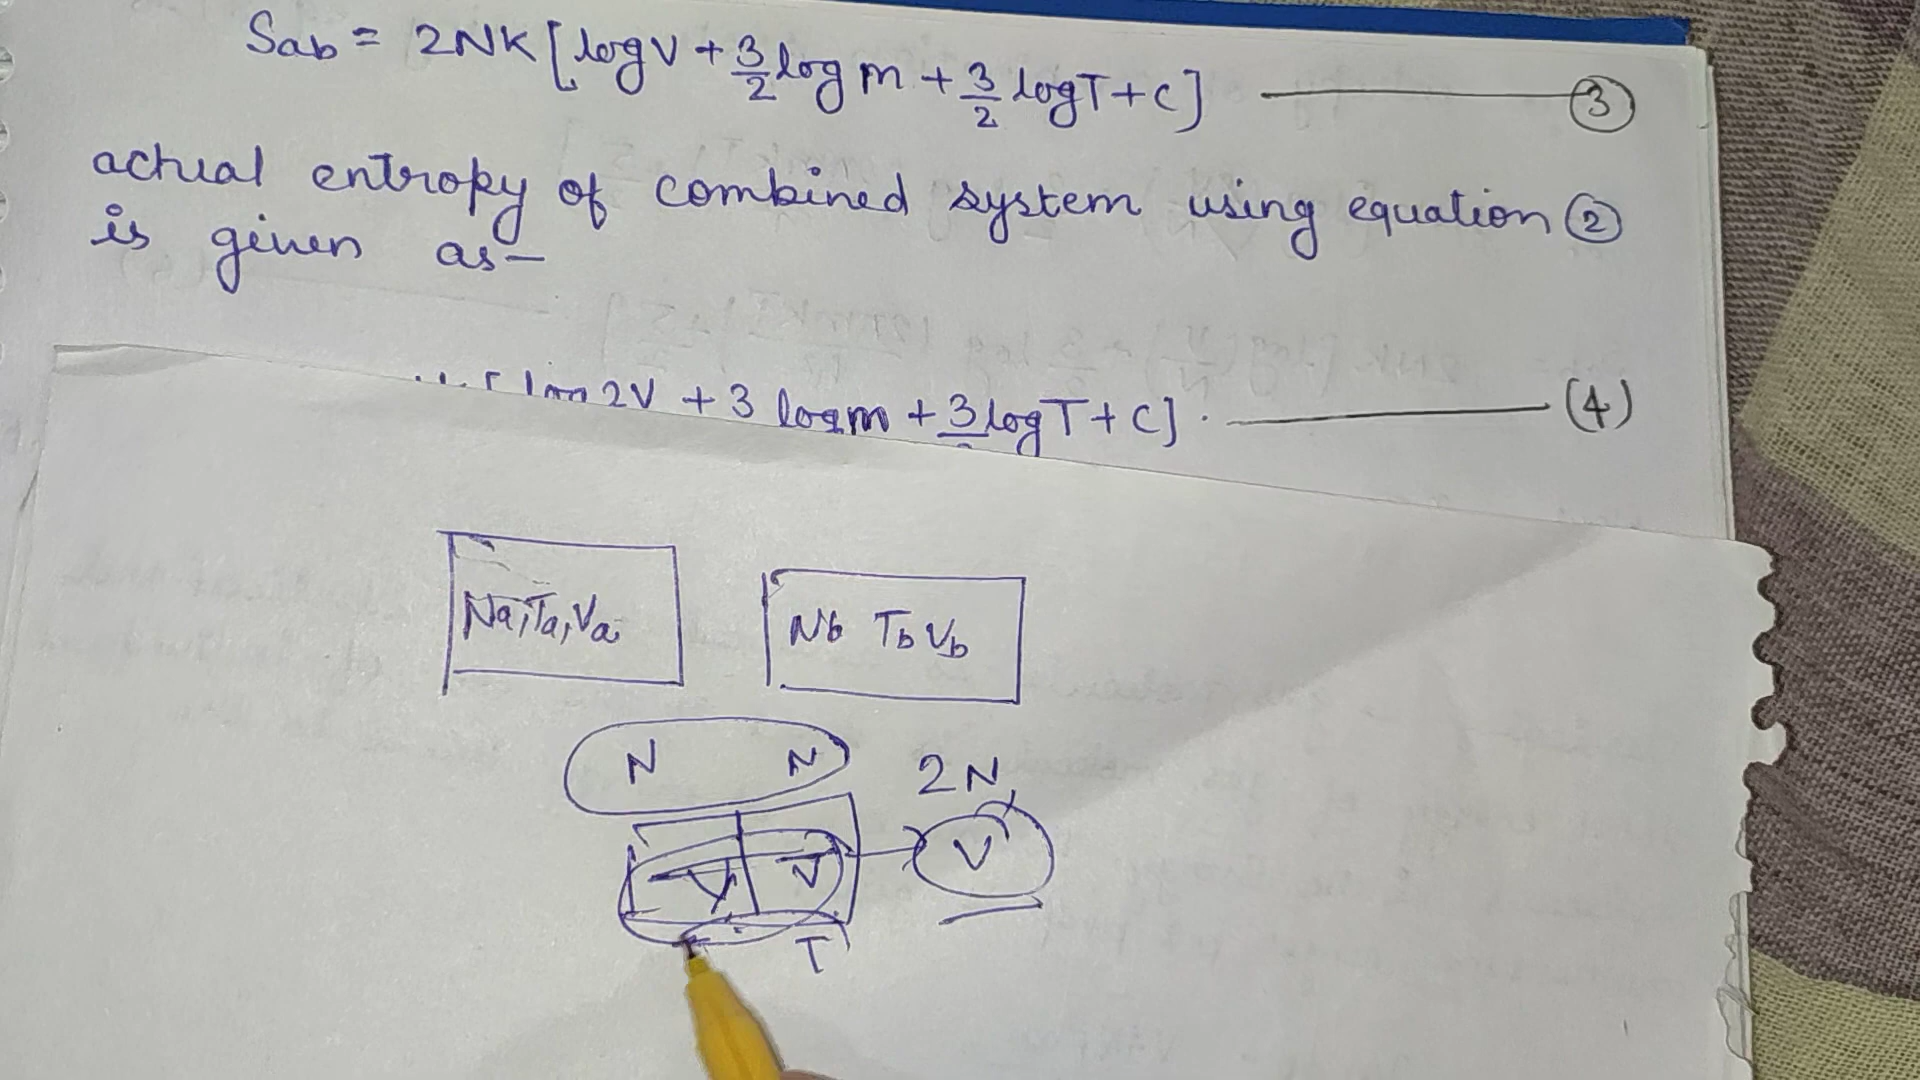 Sab = 2NK [log V + 3/2 log m + 3/2 log T + C] ——— ③
actual entropy of combined system using equation ②
is given as —
[ log 2V + 3 log m + 3 log T + C] . ——— (4)
Na, Ta, Va
Nb Tb Vb
N N 2N
V V V
T